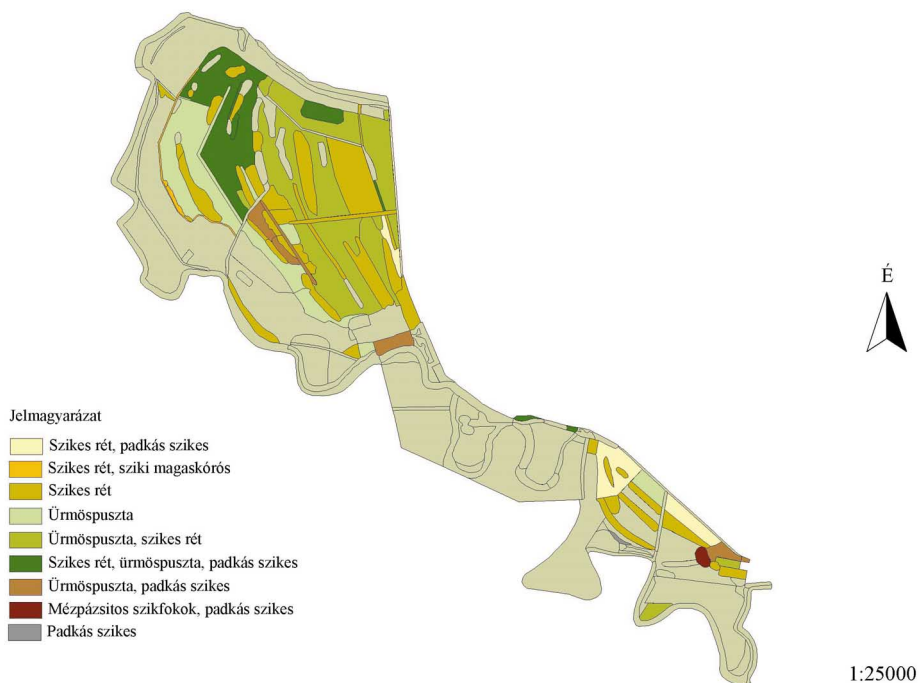 É
Jelmagyarázat
Szikes rét, padkás szikes
Szikes rét, sziki magaskórós
Szikes rét
Ürmöspuszta
Ürmöspuszta, szikes rét
Szikes rét, ürmöspuszta, padkás szikes
Ürmöspuszta, padkás szikes
Mézpázsitos szikfokok, padkás szikes
Padkás szikes
1:25000